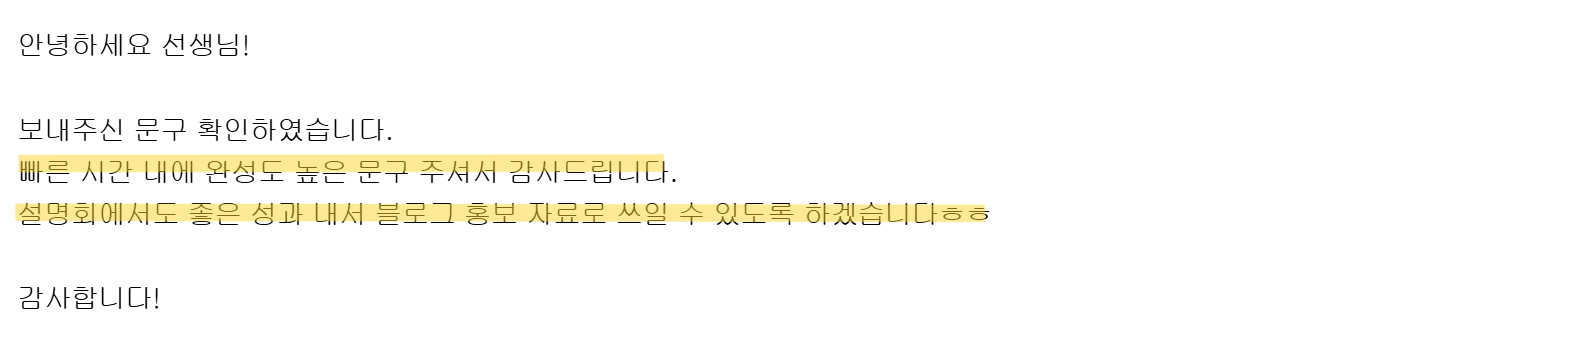 안녕하세요 선생님!
보내주신 문구 확인하였습니다.
빠른 시간 내에 완성도 높은 문구 주셔서 감사드립니다.
설명회에서도 좋은 성과 내서 블로그 홍보 자료로 쓰일 수 있도록 하겠습니다ㅎㅎ
감사합니다!